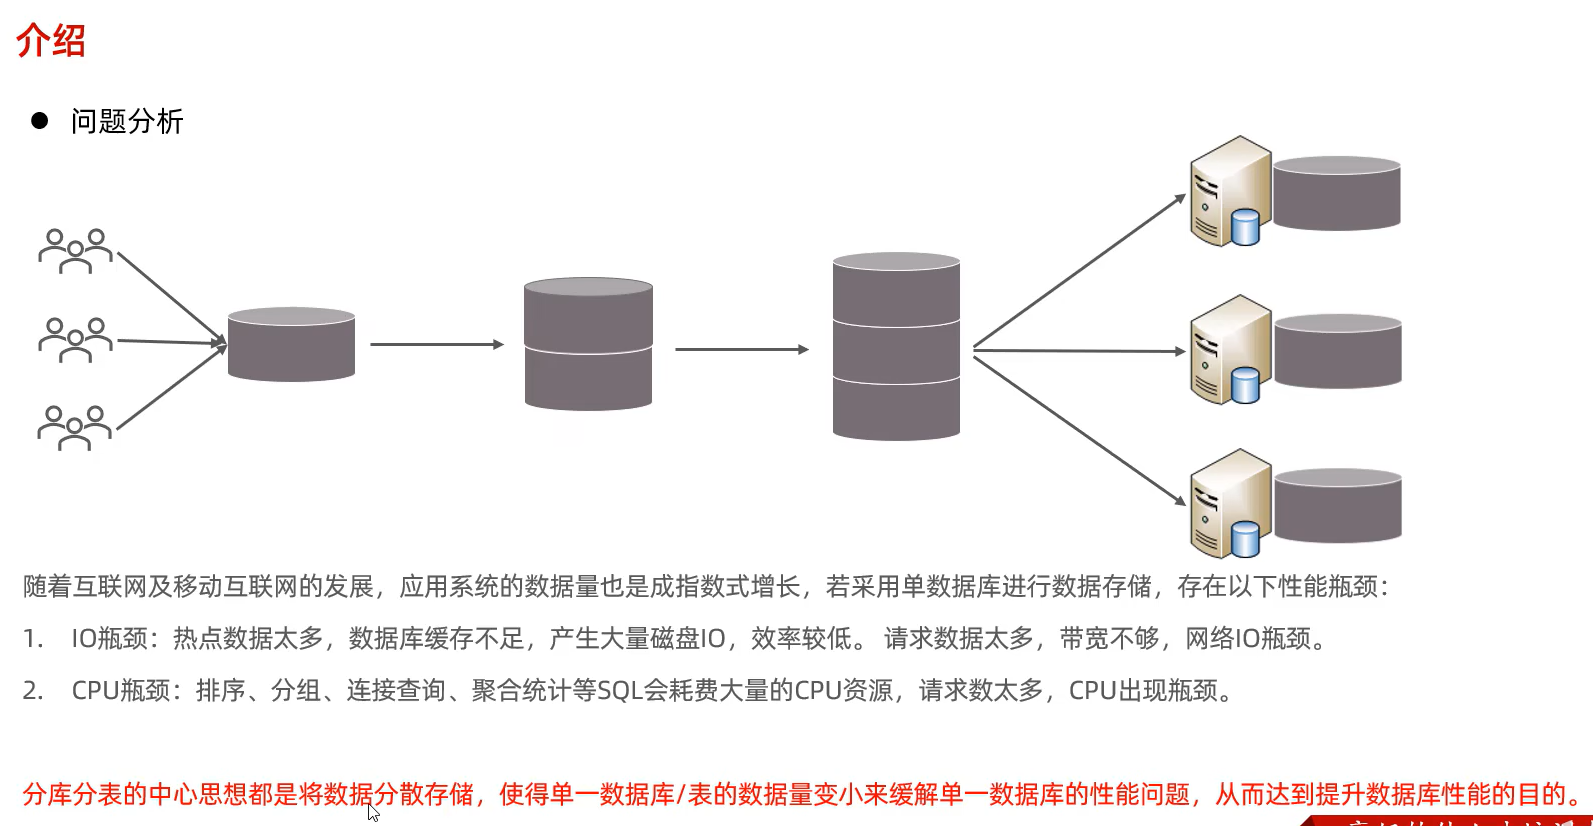 介绍
● 问题分析
随着互联网及移动互联网的发展，应用系统的数据量也是成指数式增长，若采用单数据库进行数据存储，存在以下性能瓶颈：
1. IO瓶颈：热点数据太多，数据库缓存不足，产生大量磁盘IO，效率较低。 请求数据太多，带宽不够，网络IO瓶颈。
2. CPU瓶颈：排序、分组、连接查询、聚合统计等SQL会耗费大量的CPU资源，请求数太多，CPU出现瓶颈。
分库分表的中心思想都是将数据分散存储，使得单一数据库/表的数据量变小来缓解单一数据库的性能问题，从而达到提升数据库性能的目的。